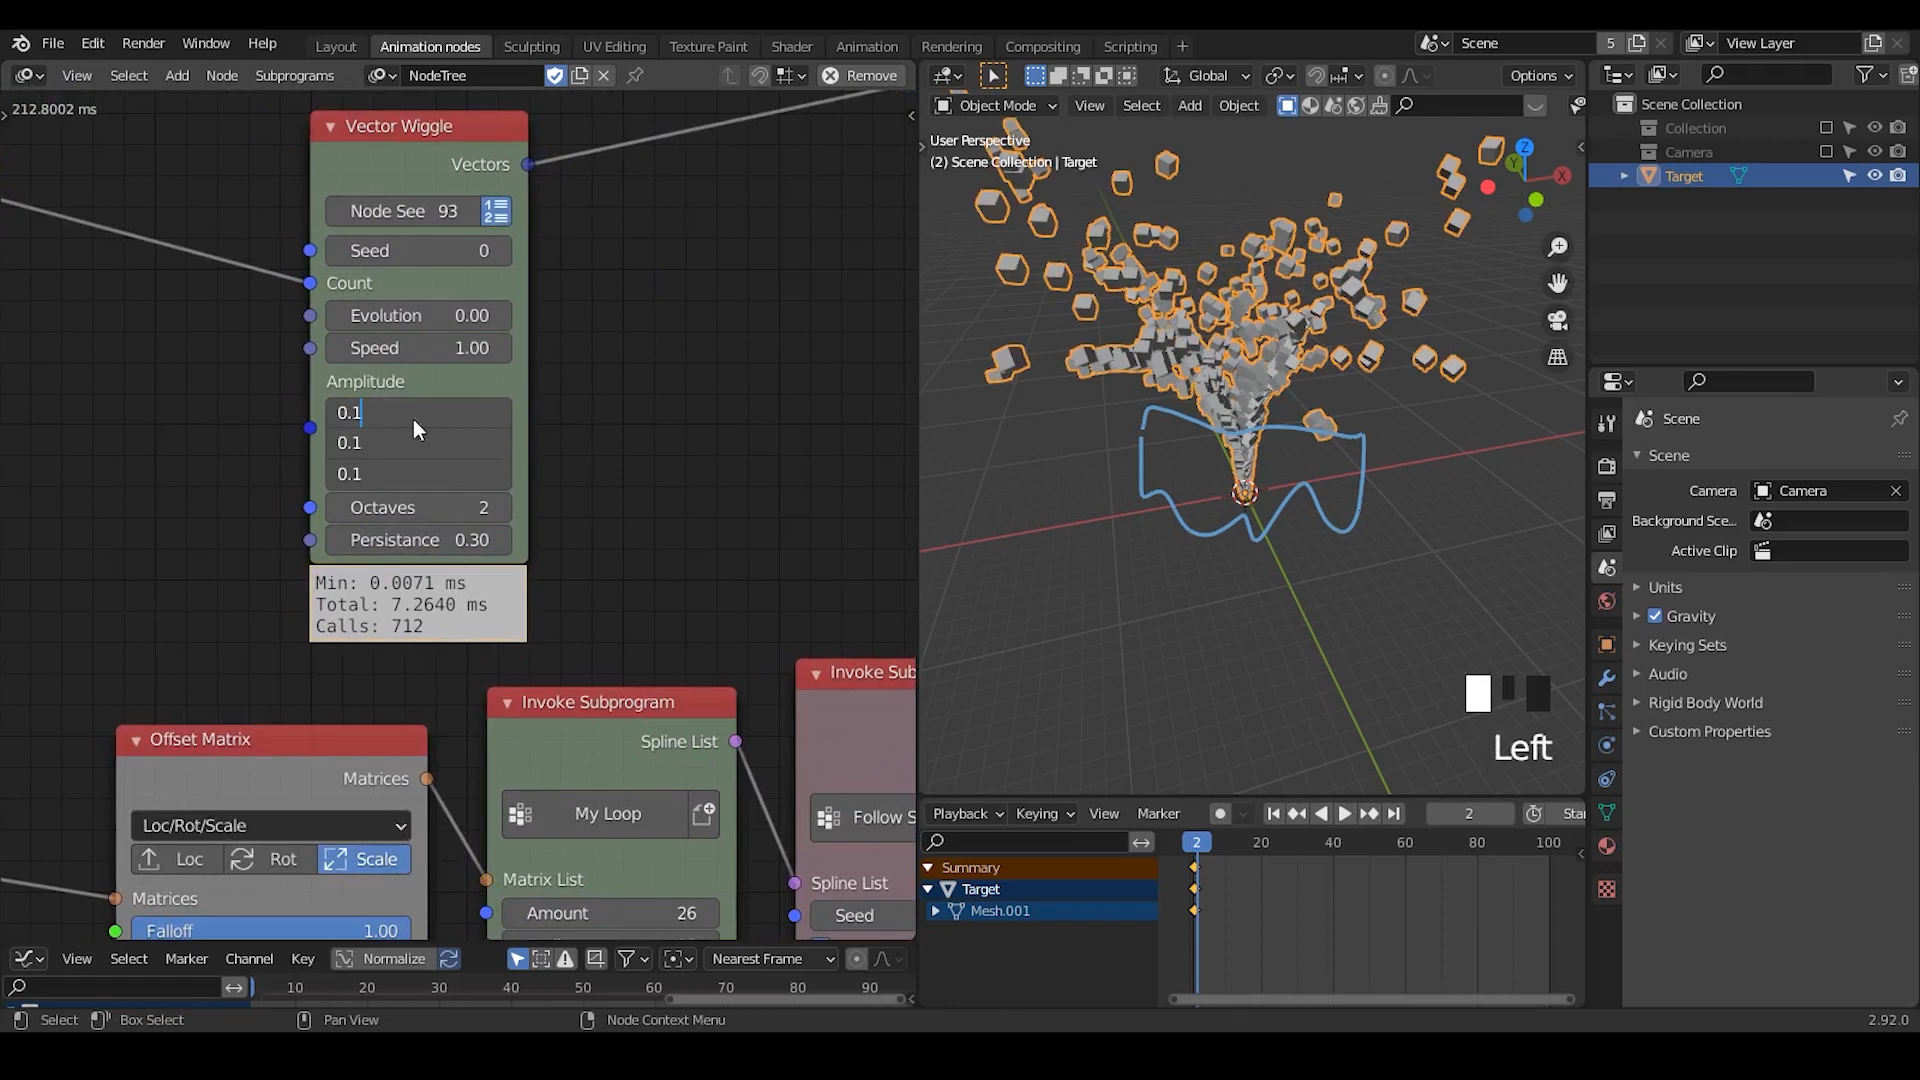 File Edit Render Window Help Layout Animation nodes Sculpting UV Editing Texture Paint Shader Animation Rendering Compositing Scripting + Scene 5 View Layer
View Select Add Node Subprograms NodeTree Remove Global Options
212.8002 ms
Object Mode View Select Add Object
Scene Collection
Collection
Camera
Target
User Perspective
(2) Scene Collection | Target
Z
Y
X
Vector Wiggle
Vectors
Node See 93
Seed 0
Count
Evolution 0.00
Speed 1.00
Amplitude
0.1
0.1
0.1
Octaves 2
Persistance 0.30
Min: 0.0071 ms
Total: 7.2640 ms
Calls: 712
Scene
Scene
Camera Camera
Background Sce...
Active Clip
Units
Gravity
Keying Sets
Audio
Rigid Body World
Custom Properties
Left
Offset Matrix
Matrices
Loc/Rot/Scale
Loc Rot Scale
Matrices
Falloff 1.00
Invoke Subprogram
Spline List
My Loop
Matrix List
Amount 26
Invoke Sub
Follow S
Spline List
Seed
Playback Keying View Marker 2 Star
2 20 40 60 80 100
Summary
Target
Mesh.001
View Select Marker Channel Key Normalize Nearest Frame
10 20 30 40 50 60 70 80 90
Select Box Select Pan View Node Context Menu 2.92.0